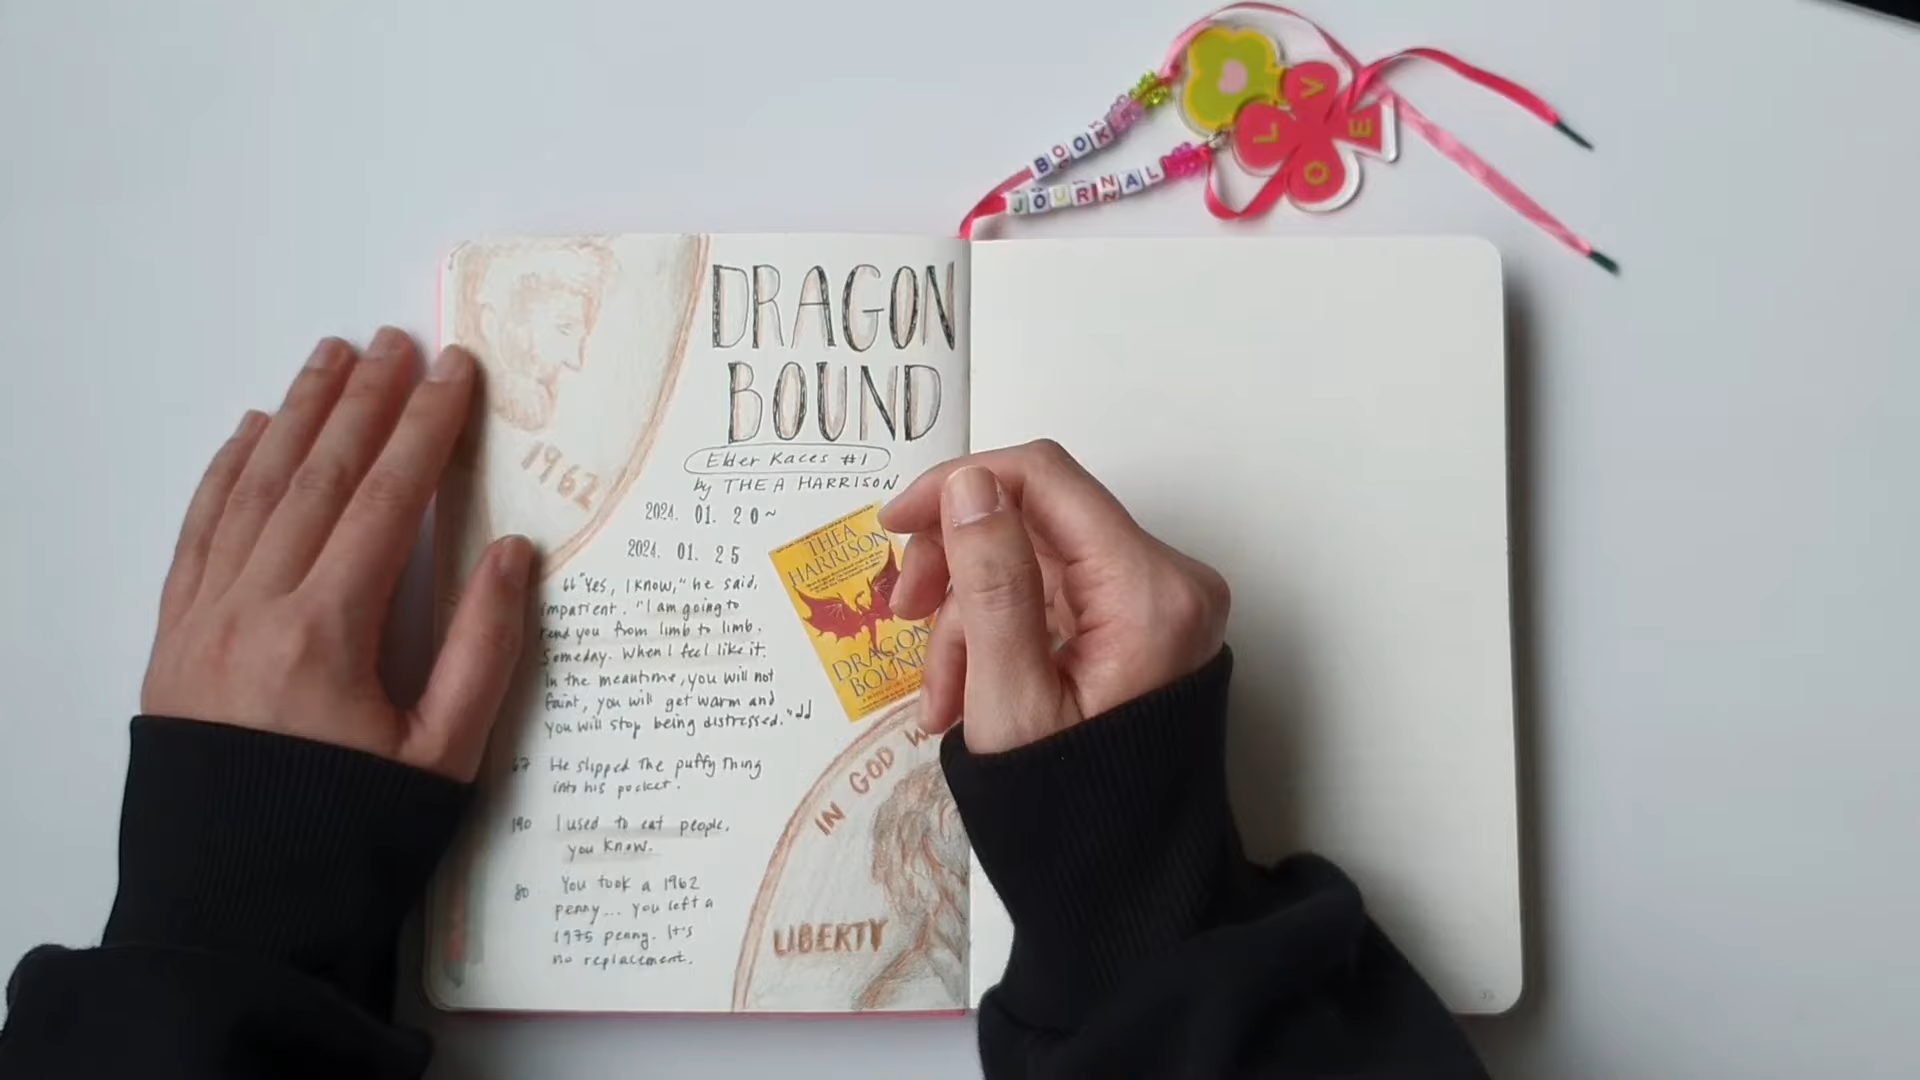 BOOK
JOURNAL
LOVE
1962
DRAGON
BOUND
Elder Races #1
by THEA HARRISON
2024. 01. 20~
2024. 01. 25
"Yes, I know," he said,
impatient. "I am going to
rend you from limb to limb.
Someday. When I feel like it.
In the meantime, you will not
faint, you will get warm and
you will stop being distressed."
THEA
HARRISON
DRAGON
BOUND
67 He slipped the puffy thing
into his pocket.
190 I used to eat people,
you know.
80 You took a 1962
penny... you left a
1975 penny. It's
no replacement.
IN GOD W
LIBERTY